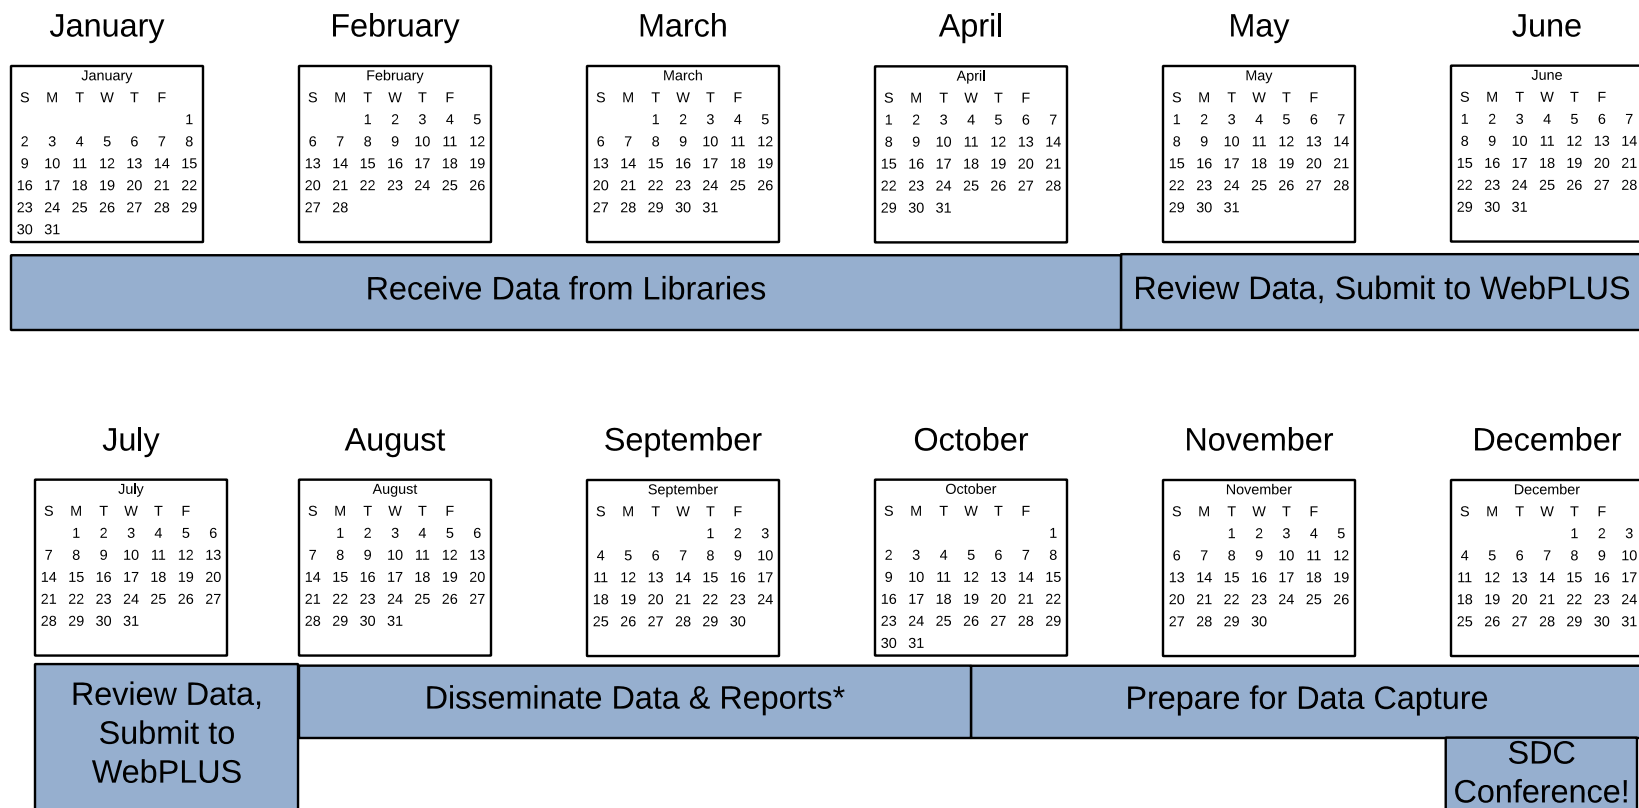 January February March April May June
January February March April May June
S M T W T F S M T W T F S M T W T F S M T W T F S M T W T F S M T W T F
1 1 2 3 4 5 1 2 3 4 5 1 2 3 4 5 6 7 1 2 3 4 5 6 7 1 2 3 4 5 6 7
2 3 4 5 6 7 8 6 7 8 9 10 11 12 6 7 8 9 10 11 12 8 9 10 11 12 13 14 8 9 10 11 12 13 14 8 9 10 11 12 13 14
9 10 11 12 13 14 15 13 14 15 16 17 18 19 13 14 15 16 17 18 19 15 16 17 18 19 20 21 15 16 17 18 19 20 21 15 16 17 18 19 20 21
16 17 18 19 20 21 22 20 21 22 23 24 25 26 20 21 22 23 24 25 26 22 23 24 25 26 27 28 22 23 24 25 26 27 28 22 23 24 25 26 27 28
23 24 25 26 27 28 29 27 28 27 28 29 30 31 29 30 31 29 30 31 29 30 31
30 31
Receive Data from Libraries Review Data, Submit to WebPLUS
July August September October November December
July August September October November December
S M T W T F S M T W T F S M T W T F S M T W T F S M T W T F S M T W T F
1 2 3 4 5 6 1 2 3 4 5 6 1 2 3 1 1 2 3 4 5 1 2 3
7 8 9 10 11 12 13 7 8 9 10 11 12 13 4 5 6 7 8 9 10 2 3 4 5 6 7 8 6 7 8 9 10 11 12 4 5 6 7 8 9 10
14 15 16 17 18 19 20 14 15 16 17 18 19 20 11 12 13 14 15 16 17 9 10 11 12 13 14 15 13 14 15 16 17 18 19 11 12 13 14 15 16 17
21 22 23 24 25 26 27 21 22 23 24 25 26 27 18 19 20 21 22 23 24 16 17 18 19 20 21 22 20 21 22 23 24 25 26 18 19 20 21 22 23 24
28 29 30 31 28 29 30 31 25 26 27 28 29 30 23 24 25 26 27 28 29 27 28 29 30 25 26 27 28 29 30 31
30 31
Review Data,
Submit to
WebPLUS
Disseminate Data & Reports*
Prepare for Data Capture
SDC
Conference!